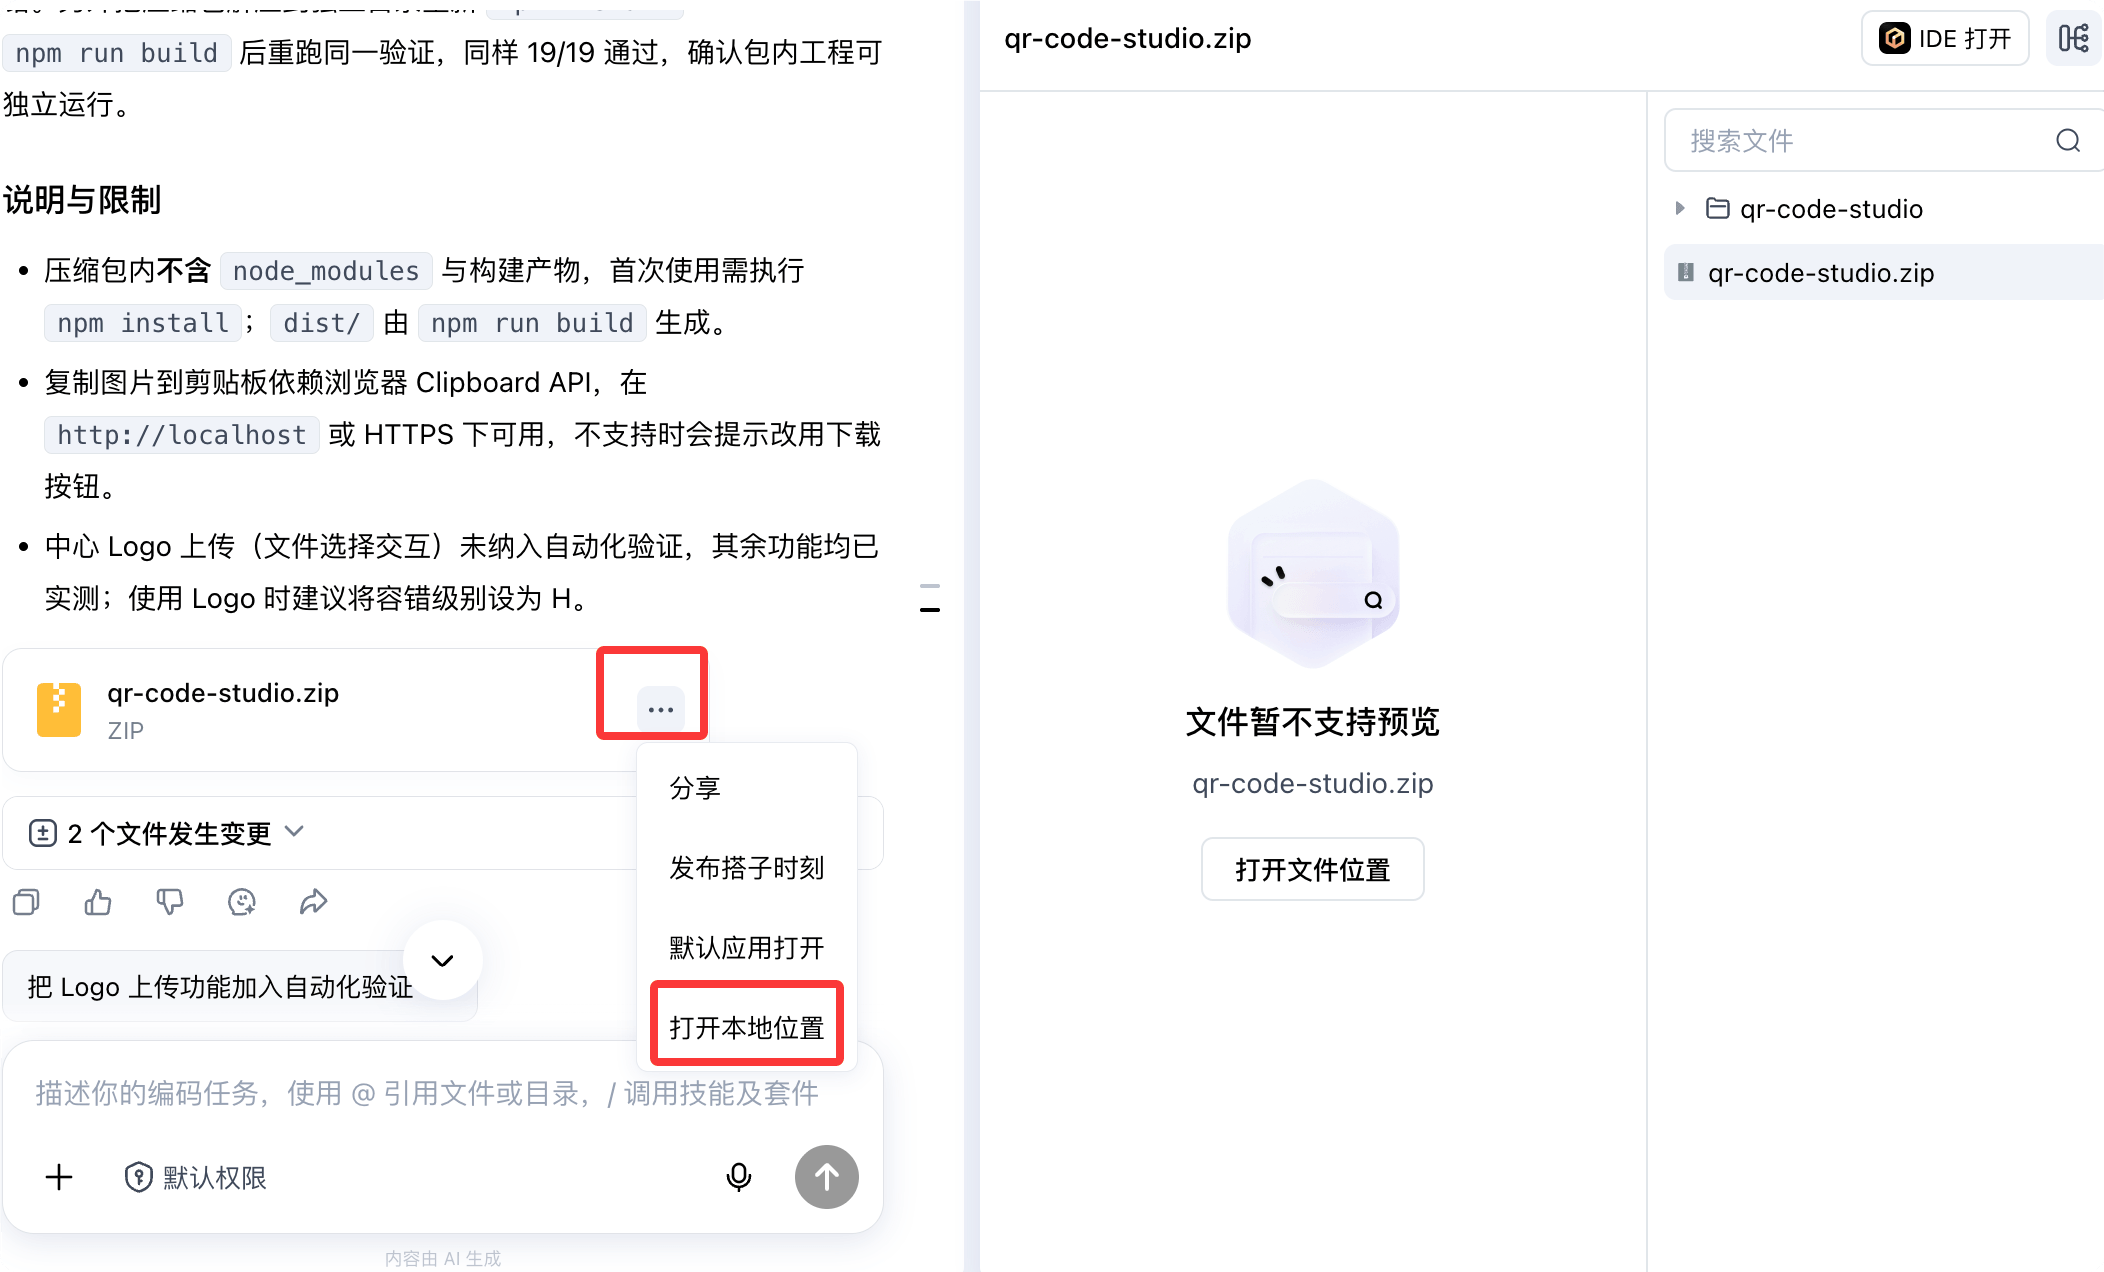 npm run build 后重跑同一验证，同样 19/19 通过，确认包内工程可
独立运行。
说明与限制
• 压缩包内不含 node_modules 与构建产物，首次使用需执行
npm install； dist/ 由 npm run build 生成。
• 复制图片到剪贴板依赖浏览器 Clipboard API，在
http://localhost 或 HTTPS 下可用，不支持时会提示改用下载
按钮。
• 中心 Logo 上传（文件选择交互）未纳入自动化验证，其余功能均已
实测；使用 Logo 时建议将容错级别设为 H。
qr-code-studio.zip
ZIP
分享
发布搭子时刻
默认应用打开
打开本地位置
2 个文件发生变更
把 Logo 上传功能加入自动化验证
描述你的编码任务，使用 @ 引用文件或目录，/ 调用技能及套件
默认权限
内容由 AI 生成
qr-code-studio.zip
IDE 打开
文件暂不支持预览
qr-code-studio.zip
打开文件位置
搜索文件
qr-code-studio
qr-code-studio.zip